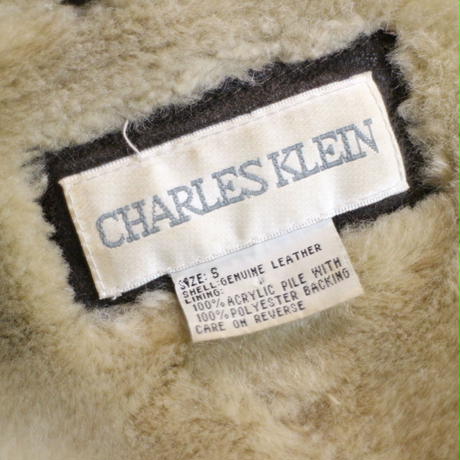 CHARLES KLEIN
SIZE: S
SHELL: GENUINE LEATHER
LINING:
100% ACRYLIC PILE WITH
100% POLYESTER BACKING
CARE ON REVERSE